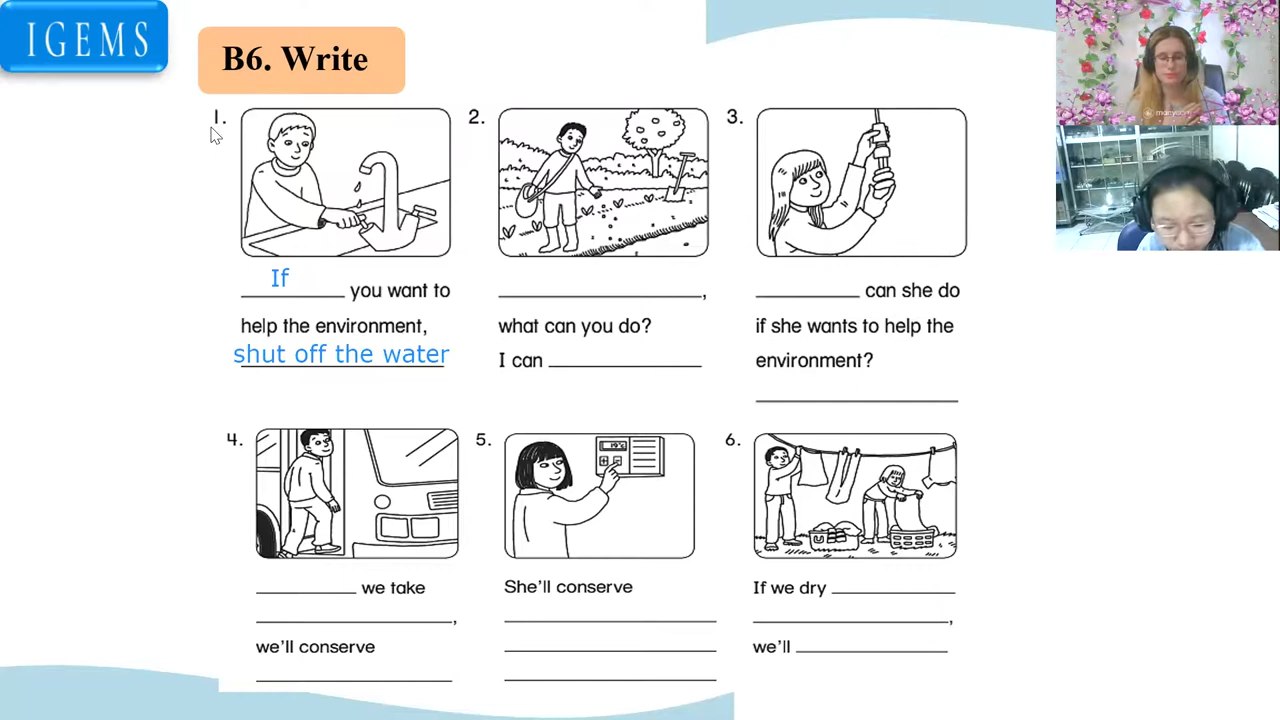 IGEMS
B6. Write
1.
If
you want to
help the environment,
shut off the water
2.
,
what can you do?
I can
3.
can she do
if she wants to help the
environment?
4.
we take
,
we'll conserve
5.
19°c
She'll conserve
6.
If we dry
,
we'll